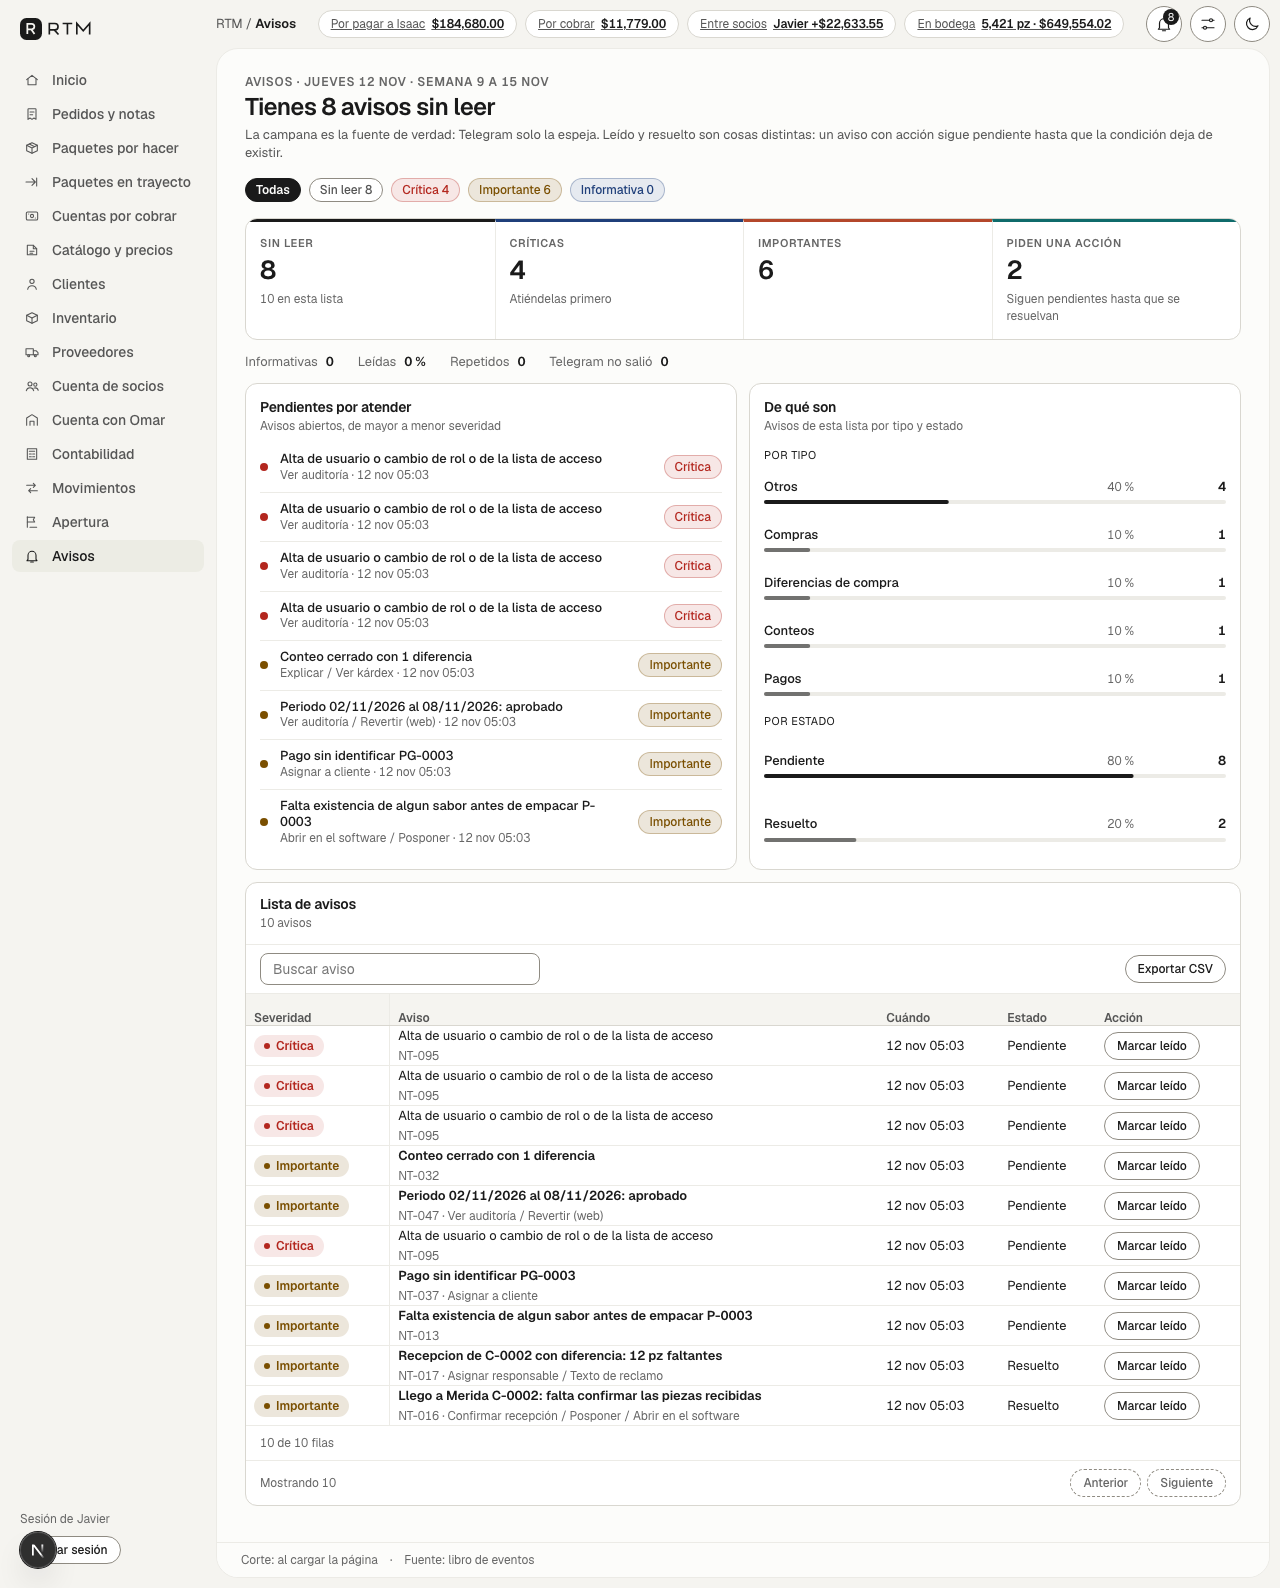 R RTM
RTM / Avisos
Por pagar a Isaac $184,680.00
Por cobrar $11,779.00
Entre socios Javier +$22,633.55
En bodega 5,421 pz · $649,554.02
8
Inicio
Pedidos y notas
Paquetes por hacer
Paquetes en trayecto
Cuentas por cobrar
Catálogo y precios
Clientes
Inventario
Proveedores
Cuenta de socios
Cuenta con Omar
Contabilidad
Movimientos
Apertura
Avisos
Sesión de Javier
N
ar sesión
AVISOS · JUEVES 12 NOV · SEMANA 9 A 15 NOV
Tienes 8 avisos sin leer
La campana es la fuente de verdad: Telegram solo la espeja. Leído y resuelto son cosas distintas: un aviso con acción sigue pendiente hasta que la condición deja de
existir.
Todas
Sin leer 8
Crítica 4
Importante 6
Informativa 0
SIN LEER
8
10 en esta lista
CRÍTICAS
4
Atiéndelas primero
IMPORTANTES
6
PIDEN UNA ACCIÓN
2
Siguen pendientes hasta que se
resuelvan
Informativas 0
Leídas 0 %
Repetidos 0
Telegram no salió 0
Pendientes por atender
Avisos abiertos, de mayor a menor severidad
Alta de usuario o cambio de rol o de la lista de acceso
Ver auditoría · 12 nov 05:03
Crítica
Alta de usuario o cambio de rol o de la lista de acceso
Ver auditoría · 12 nov 05:03
Crítica
Alta de usuario o cambio de rol o de la lista de acceso
Ver auditoría · 12 nov 05:03
Crítica
Alta de usuario o cambio de rol o de la lista de acceso
Ver auditoría · 12 nov 05:03
Crítica
Conteo cerrado con 1 diferencia
Explicar / Ver kárdex · 12 nov 05:03
Importante
Periodo 02/11/2026 al 08/11/2026: aprobado
Ver auditoría / Revertir (web) · 12 nov 05:03
Importante
Pago sin identificar PG-0003
Asignar a cliente · 12 nov 05:03
Importante
Falta existencia de algun sabor antes de empacar P-
0003
Abrir en el software / Posponer · 12 nov 05:03
Importante
De qué son
Avisos de esta lista por tipo y estado
POR TIPO
Otros 40 % 4
Compras 10 % 1
Diferencias de compra 10 % 1
Conteos 10 % 1
Pagos 10 % 1
POR ESTADO
Pendiente 80 % 8
Resuelto 20 % 2
Lista de avisos
10 avisos
Buscar aviso
Exportar CSV
Severidad Aviso Cuándo Estado Acción
Crítica Alta de usuario o cambio de rol o de la lista de acceso 12 nov 05:03 Pendiente Marcar leído
NT-095
Crítica Alta de usuario o cambio de rol o de la lista de acceso 12 nov 05:03 Pendiente Marcar leído
NT-095
Crítica Alta de usuario o cambio de rol o de la lista de acceso 12 nov 05:03 Pendiente Marcar leído
NT-095
Importante Conteo cerrado con 1 diferencia 12 nov 05:03 Pendiente Marcar leído
NT-032
Importante Periodo 02/11/2026 al 08/11/2026: aprobado 12 nov 05:03 Pendiente Marcar leído
NT-047 · Ver auditoría / Revertir (web)
Crítica Alta de usuario o cambio de rol o de la lista de acceso 12 nov 05:03 Pendiente Marcar leído
NT-095
Importante Pago sin identificar PG-0003 12 nov 05:03 Pendiente Marcar leído
NT-037 · Asignar a cliente
Importante Falta existencia de algun sabor antes de empacar P-0003 12 nov 05:03 Pendiente Marcar leído
NT-013
Importante Recepcion de C-0002 con diferencia: 12 pz faltantes 12 nov 05:03 Resuelto Marcar leído
NT-017 · Asignar responsable / Texto de reclamo
Importante Llego a Merida C-0002: falta confirmar las piezas recibidas 12 nov 05:03 Resuelto Marcar leído
NT-016 · Confirmar recepción / Posponer / Abrir en el software
10 de 10 filas
Mostrando 10
Anterior
Siguiente
Corte: al cargar la página · Fuente: libro de eventos